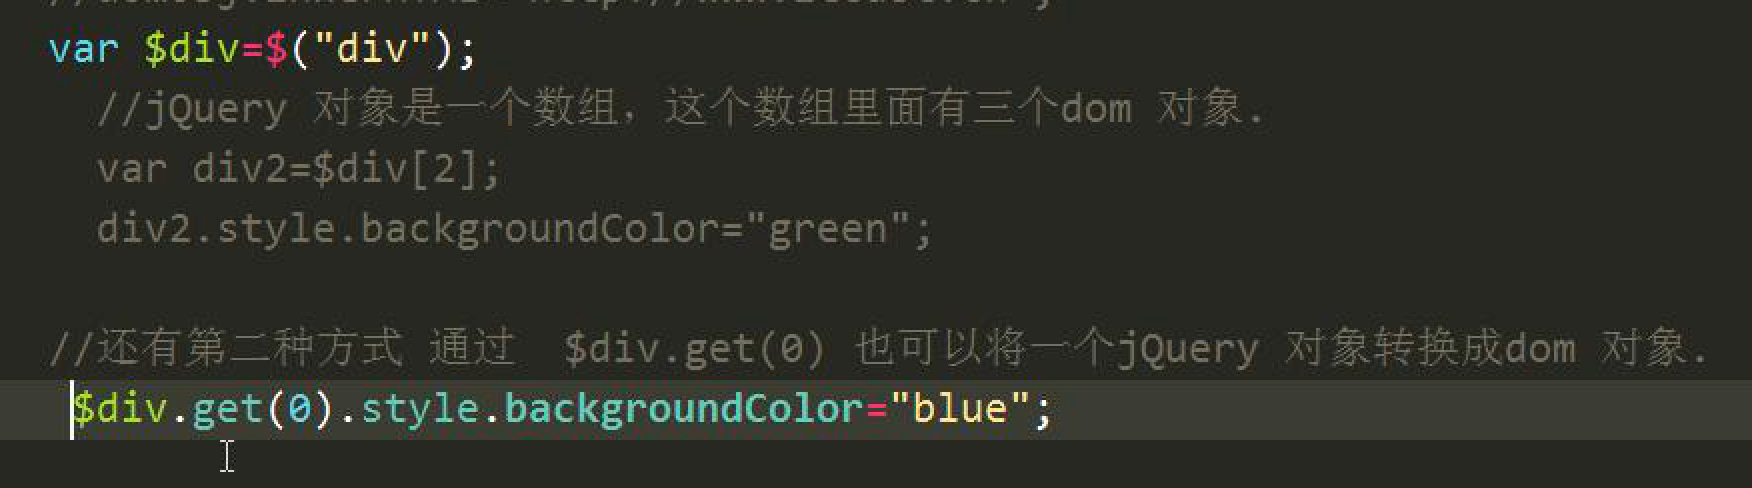 var $div=$("div");
//jQuery 对象是一个数组，这个数组里面有三个dom 对象.
var div2=$div[2];
div2.style.backgroundColor="green";
//还有第二种方式 通过  $div.get(0) 也可以将一个jQuery 对象转换成dom 对象.
$div.get(0).style.backgroundColor="blue";